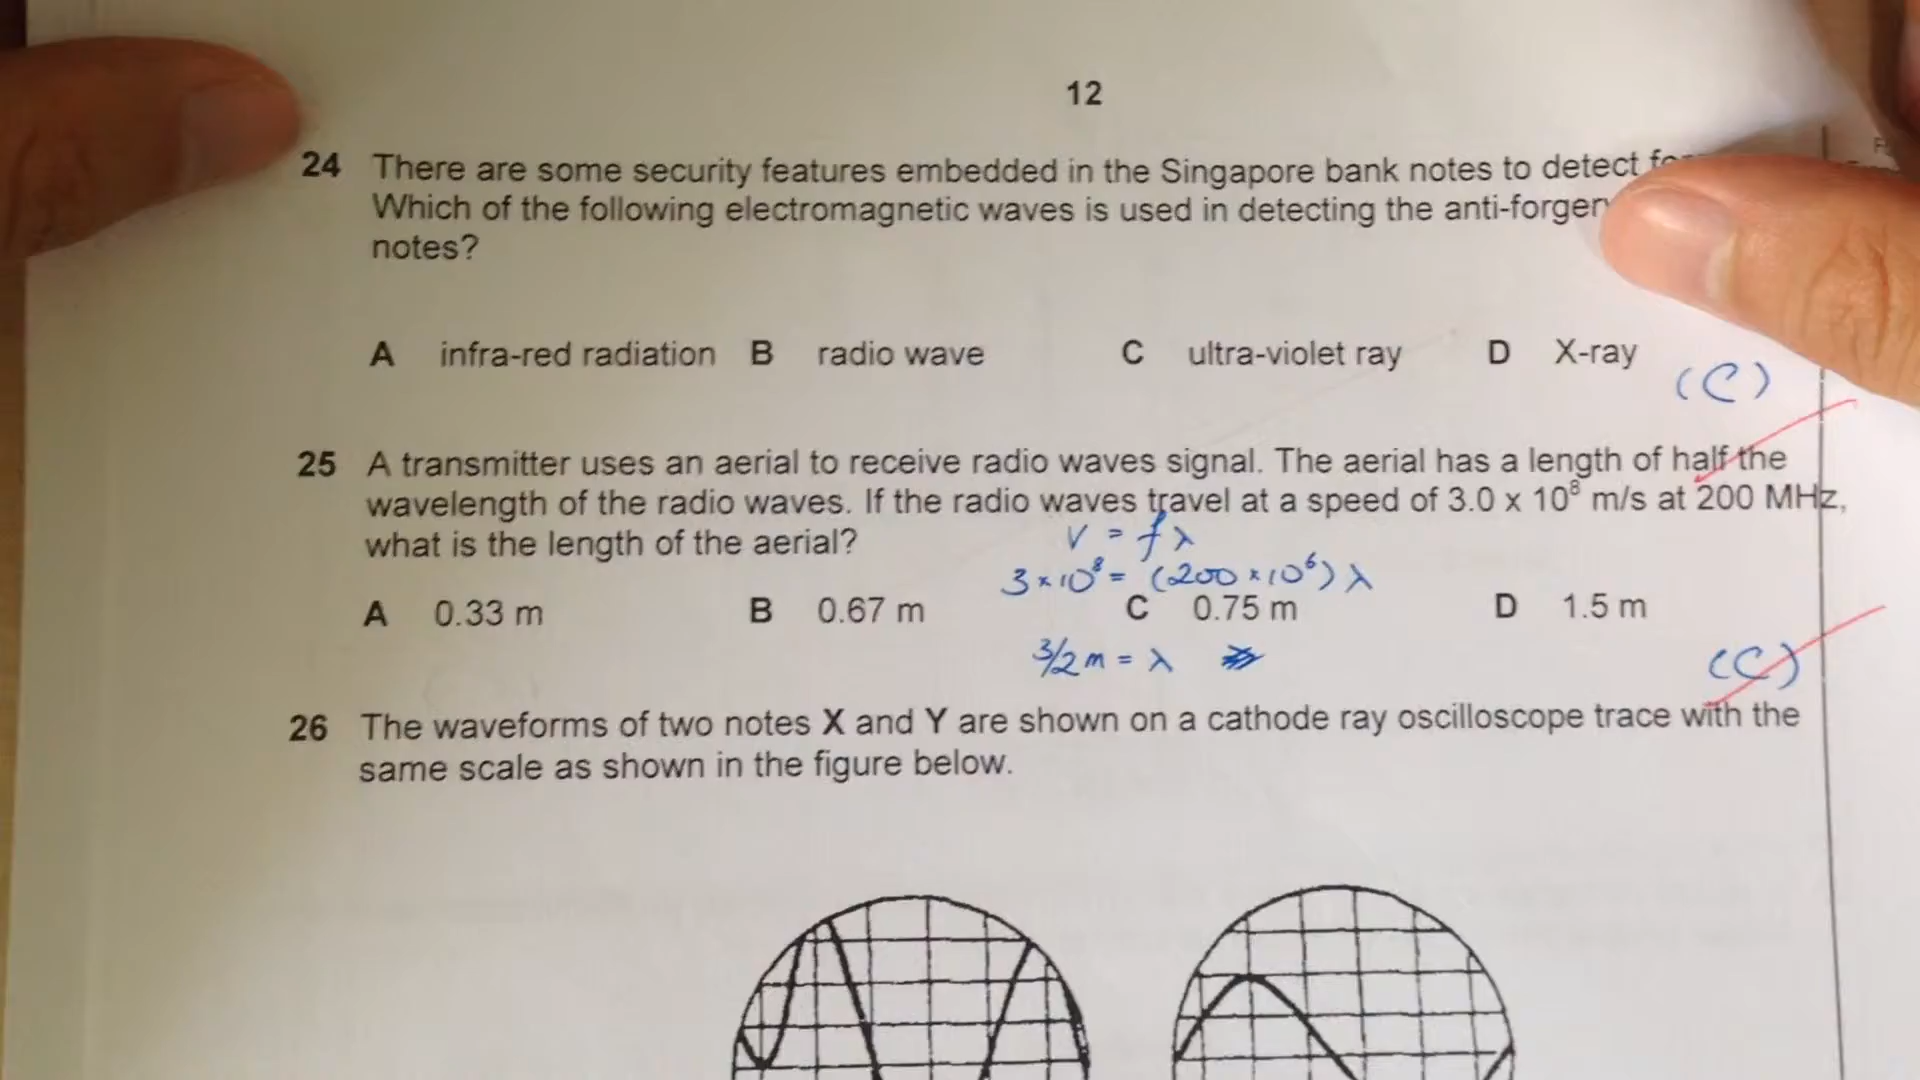 12
24 There are some security features embedded in the Singapore bank notes to detect
Which of the following electromagnetic waves is used in detecting the anti-forgery
notes?
A infra-red radiation B radio wave C ultra-violet ray D X-ray
(C)
25 A transmitter uses an aerial to receive radio waves signal. The aerial has a length of half the
wavelength of the radio waves. If the radio waves travel at a speed of 3.0 x 10⁸ m/s at 200 MHz,
what is the length of the aerial?
v = fλ
3 × 10⁸ = (200 × 10⁶) λ
A 0.33 m B 0.67 m C 0.75 m D 1.5 m
3/2 m = λ
(C)
26 The waveforms of two notes X and Y are shown on a cathode ray oscilloscope trace with the
same scale as shown in the figure below.